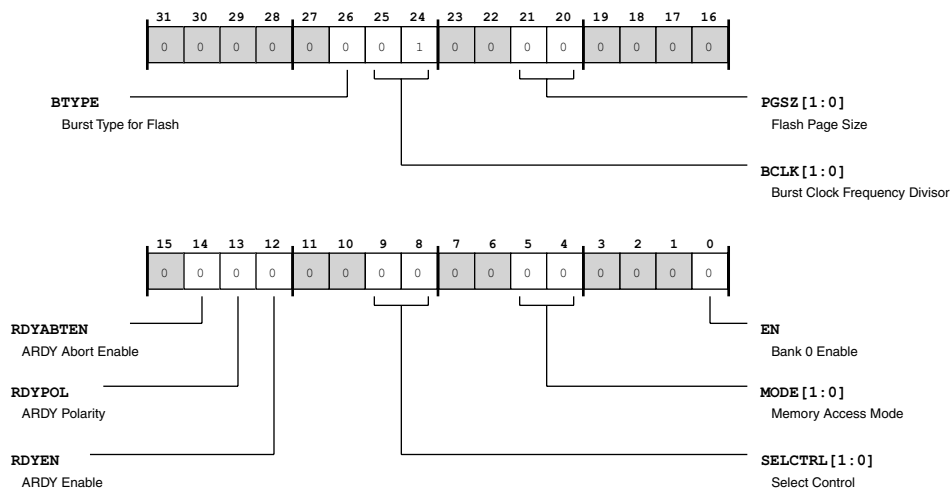 31 30 29 28 27 26 25 24 23 22 21 20 19 18 17 16
0 0 0 0 0 0 0 1 0 0 0 0 0 0 0 0
BTYPE
Burst Type for Flash
PGSZ[1:0]
Flash Page Size
BCLK[1:0]
Burst Clock Frequency Divisor
15 14 13 12 11 10 9 8 7 6 5 4 3 2 1 0
0 0 0 0 0 0 0 0 0 0 0 0 0 0 0 0
RDYABTEN
ARDY Abort Enable
EN
Bank 0 Enable
RDYPOL
ARDY Polarity
MODE[1:0]
Memory Access Mode
RDYEN
ARDY Enable
SELCTRL[1:0]
Select Control